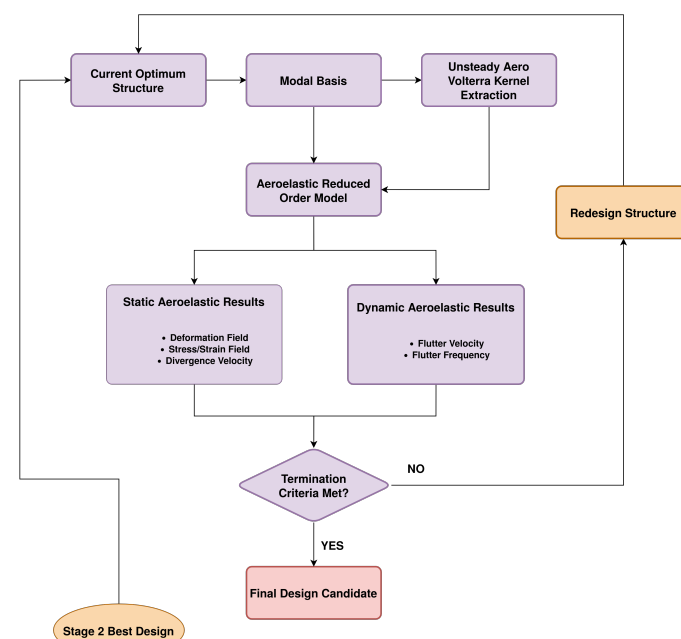 Current Optimum
Structure
Modal Basis
Unsteady Aero
Volterra Kernel
Extraction
Aeroelastic Reduced
Order Model
Redesign Structure
Static Aeroelastic Results
• Deformation Field
• Stress/Strain Field
• Divergence Velocity
Dynamic Aeroelastic Results
• Flutter Velocity
• Flutter Frequency
Termination
Criteria Met?
NO
YES
Final Design Candidate
Stage 2 Best Design